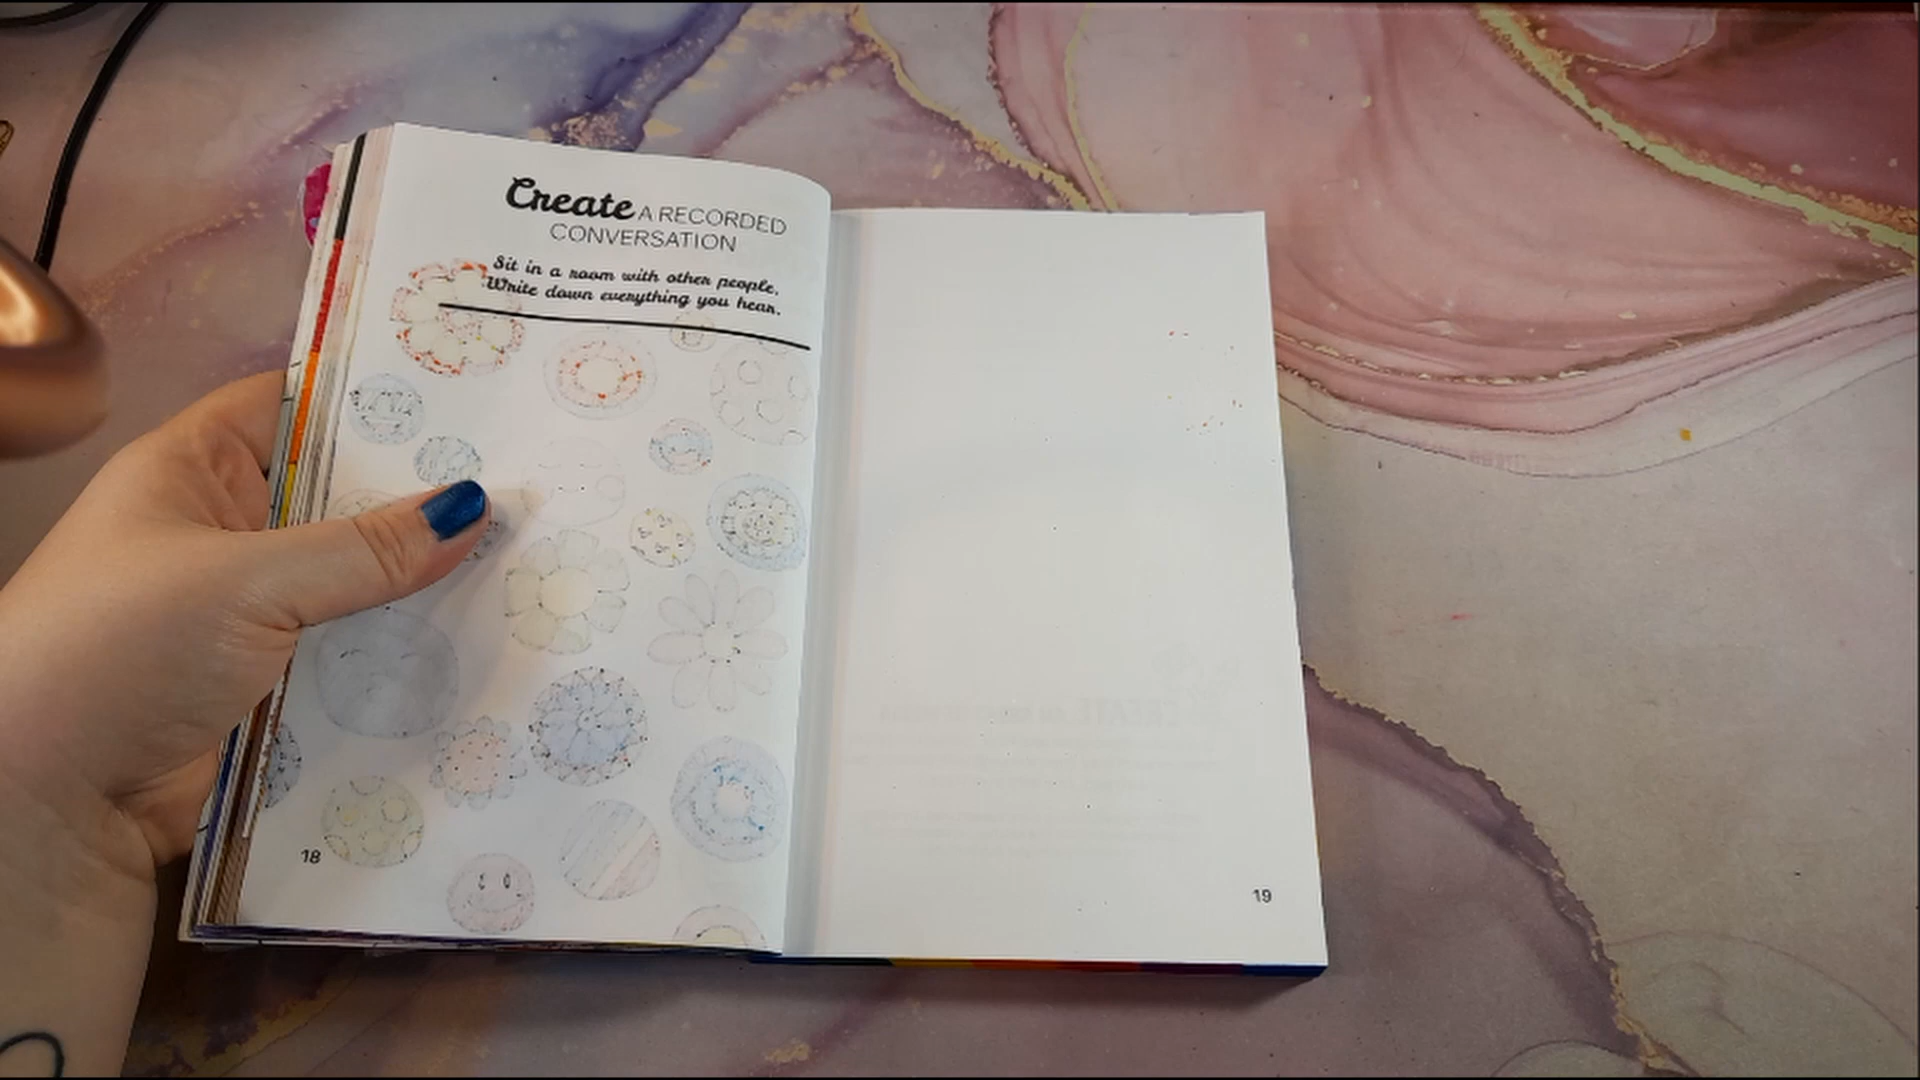 Create A RECORDED
CONVERSATION
Sit in a room with other people.
Write down everything you hear.
18
19